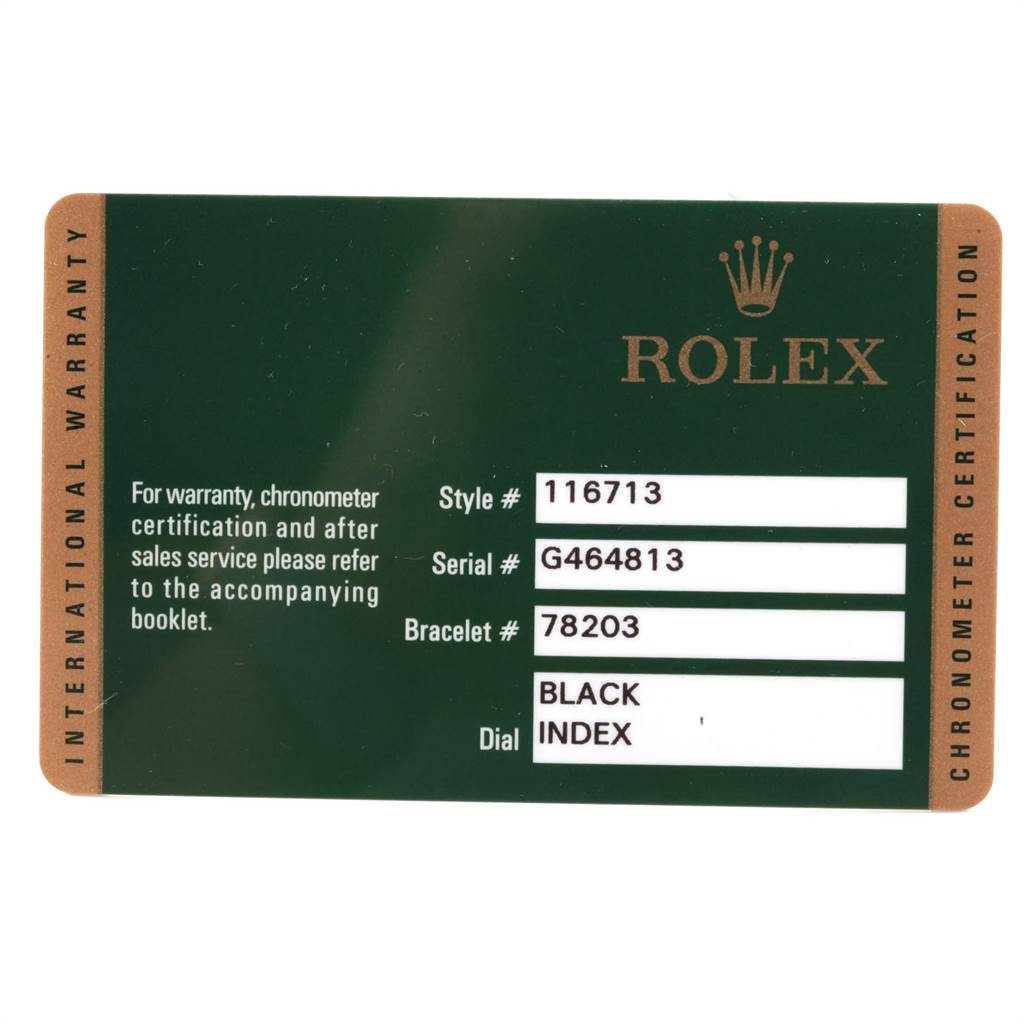 INTERNATIONAL WARRANTY
ROLEX
For warranty, chronometer
certification and after
sales service please refer
to the accompanying
booklet.
Style # 116713
Serial # G464813
Bracelet # 78203
Dial BLACK
INDEX
CHRONOMETER CERTIFICATION